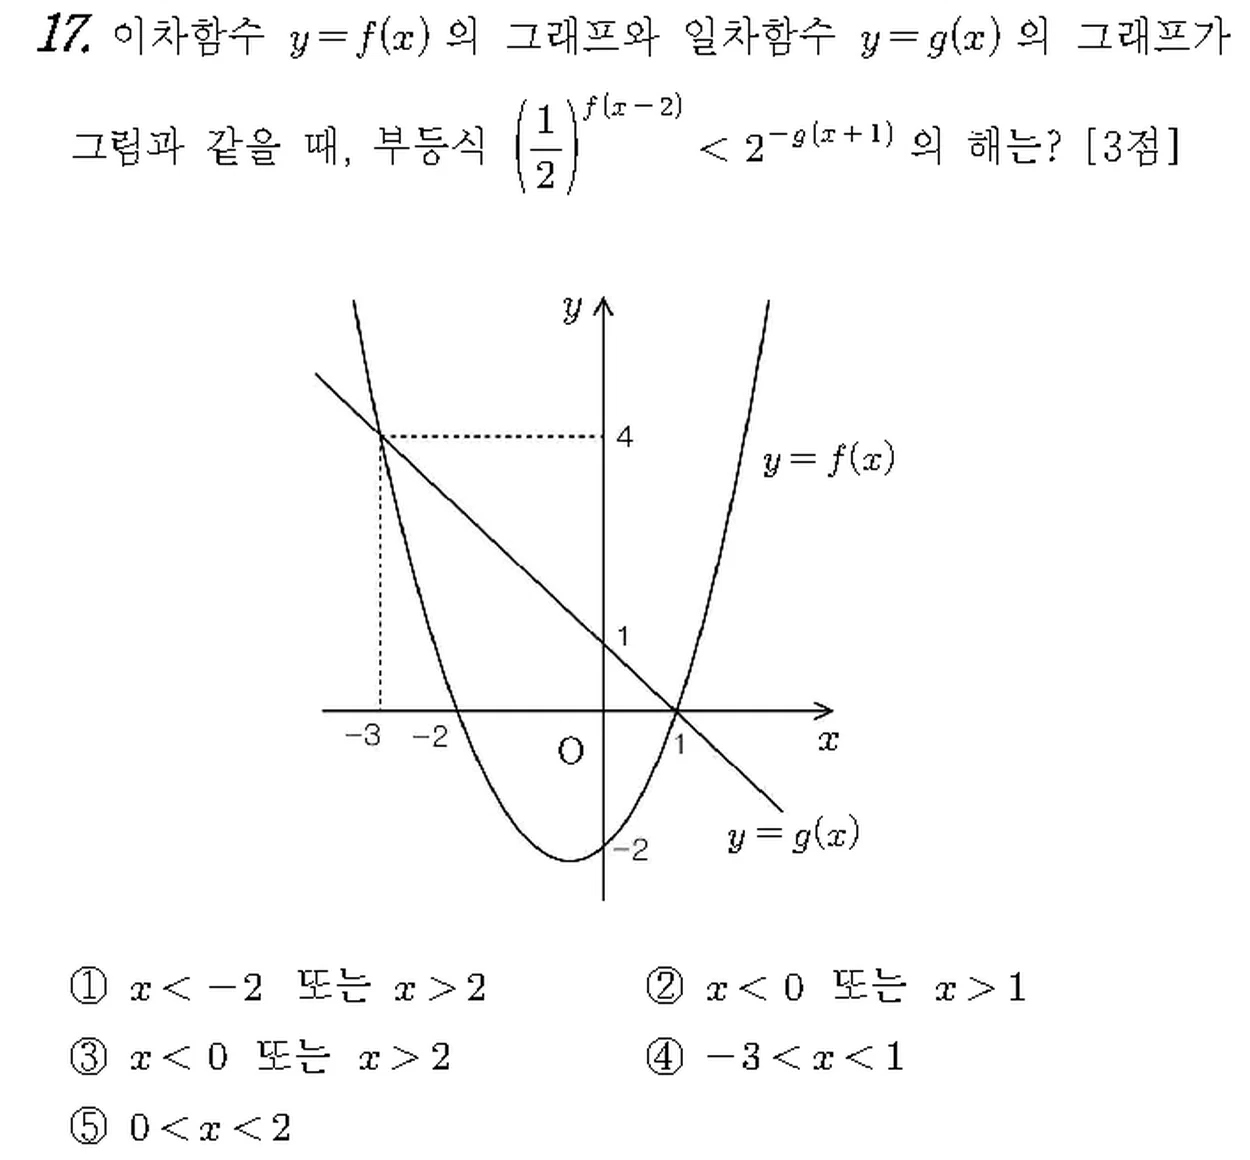 17. 이차함수 y=f(x)의 그래프와 일차함수 y=g(x)의 그래프가
그림과 같을 때, 부등식 (1/2)^{f(x-2)} < 2^{-g(x+1)} 의 해는? [3점]
y
4
y=f(x)
1
-3 -2 O 1 x
y=g(x)
-2
① x<-2 또는 x>2 ② x<0 또는 x>1
③ x<0 또는 x>2 ④ -3<x<1
⑤ 0<x<2